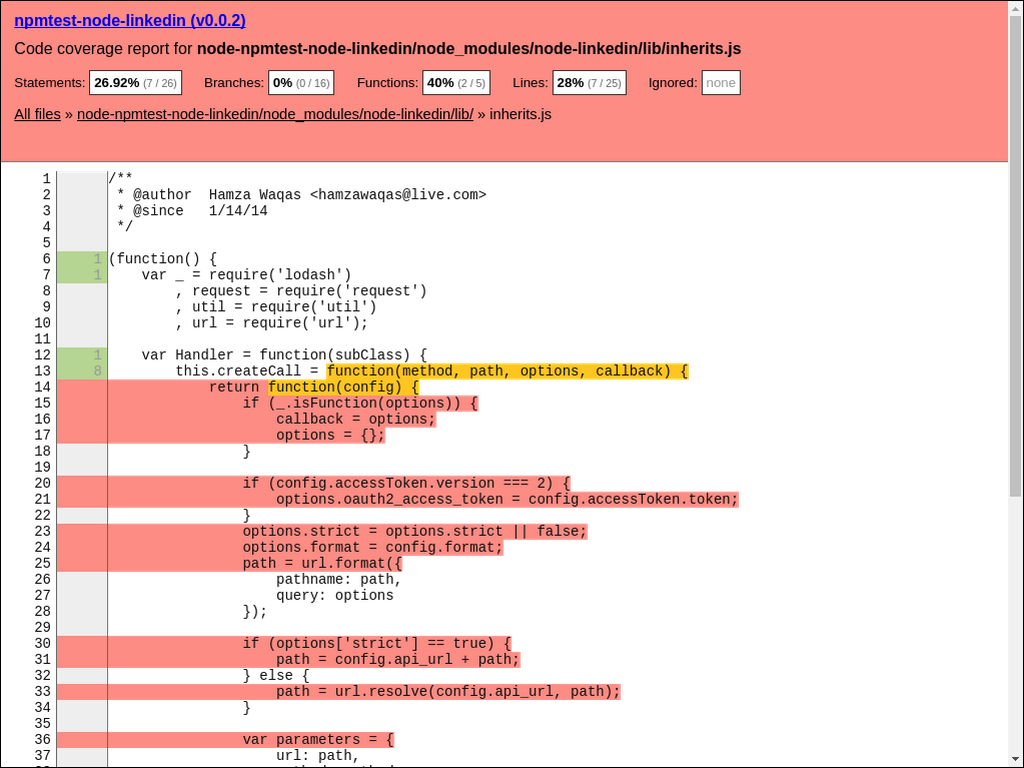 npmtest-node-linkedin (v0.0.2)
Code coverage report for node-npmtest-node-linkedin/node_modules/node-linkedin/lib/inherits.js
Statements: 26.92% (7 / 26) Branches: 0% (0 / 16) Functions: 40% (2 / 5) Lines: 28% (7 / 25) Ignored: none
All files » node-npmtest-node-linkedin/node_modules/node-linkedin/lib/ » inherits.js
1 /**
2 * @author  Hamza Waqas <hamzawaqas@live.com>
3 * @since   1/14/14
4 */
5
6 1 (function() {
7 1     var _ = require('lodash')
8         , request = require('request')
9         , util = require('util')
10         , url = require('url');
11
12 1     var Handler = function(subClass) {
13 8         this.createCall = function(method, path, options, callback) {
14             return function(config) {
15                 if (_.isFunction(options)) {
16                     callback = options;
17                     options = {};
18                 }
19
20                 if (config.accessToken.version === 2) {
21                     options.oauth2_access_token = config.accessToken.token;
22                 }
23                 options.strict = options.strict || false;
24                 options.format = config.format;
25                 path = url.format({
26                     pathname: path,
27                     query: options
28                 });
29
30                 if (options['strict'] == true) {
31                     path = config.api_url + path;
32                 } else {
33                     path = url.resolve(config.api_url, path);
34                 }
35
36                 var parameters = {
37                     url: path,